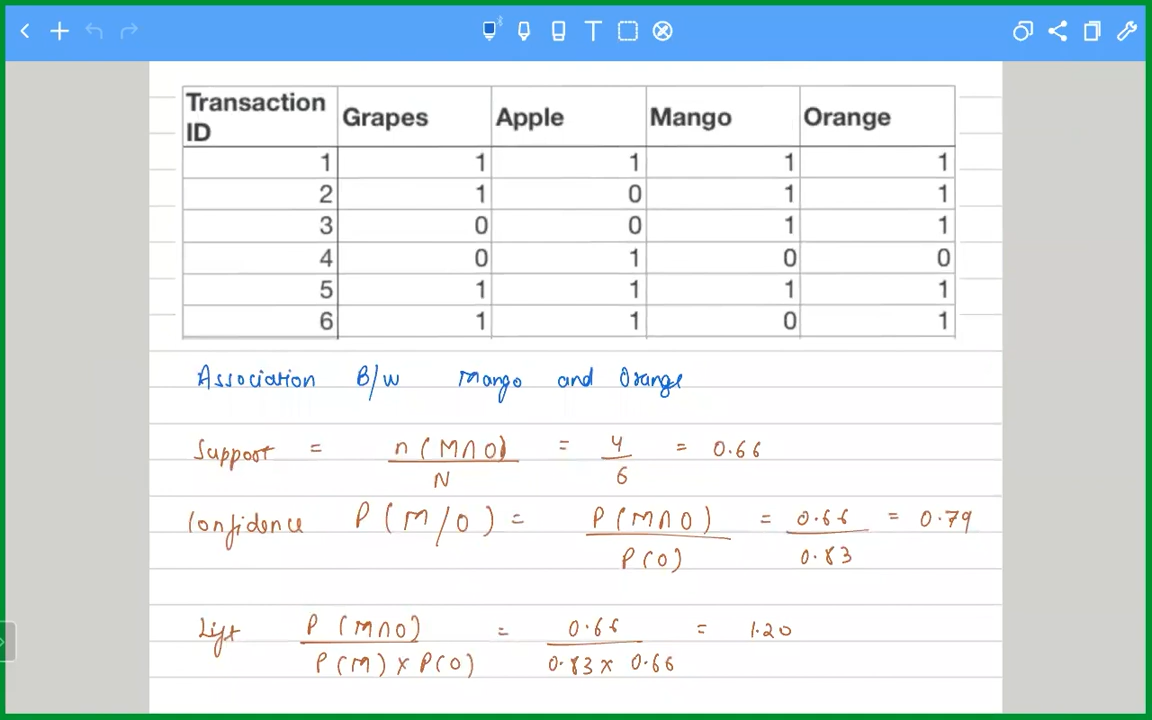 Transaction ID Grapes Apple Mango Orange
1 1 1 1 1
2 1 0 1 1
3 0 0 1 1
4 0 1 0 0
5 1 1 1 1
6 1 1 0 1
Association B/w Mango and Orange
Support = n(M∩O) / N = 4/6 = 0.66
Confidence P(M/O) = P(M∩O) / P(O) = 0.66 / 0.83 = 0.79
Lift P(M∩O) / P(M) x P(O) = 0.66 / 0.83 x 0.66 = 1.20